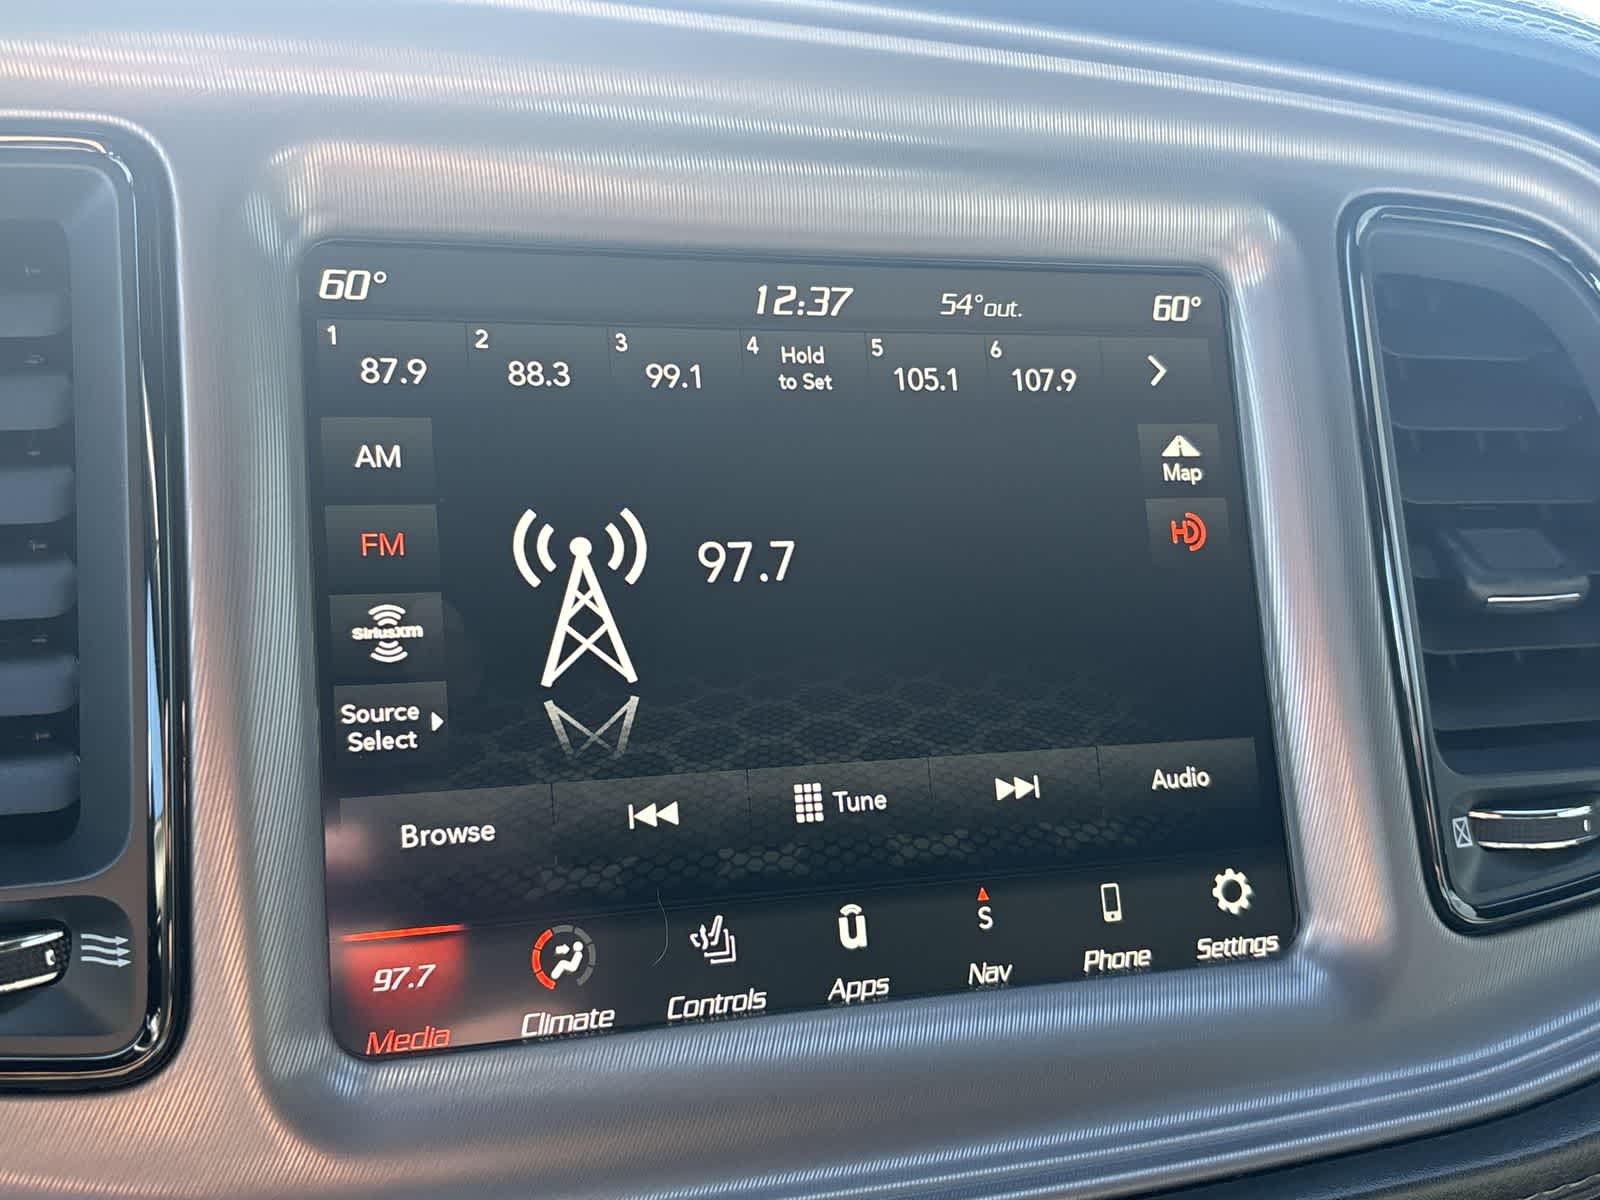 60° 12:37 54°out. 60°
1 87.9
2 88.3
3 99.1
4 Hold
to Set
5 105.1
6 107.9
AM
Map
FM
HD
97.7
SiriusXm
Source
Select
Browse
Tune
Audio
97.7
Media
Climate
Controls
u
Apps
S
Nav
Phone
Settings